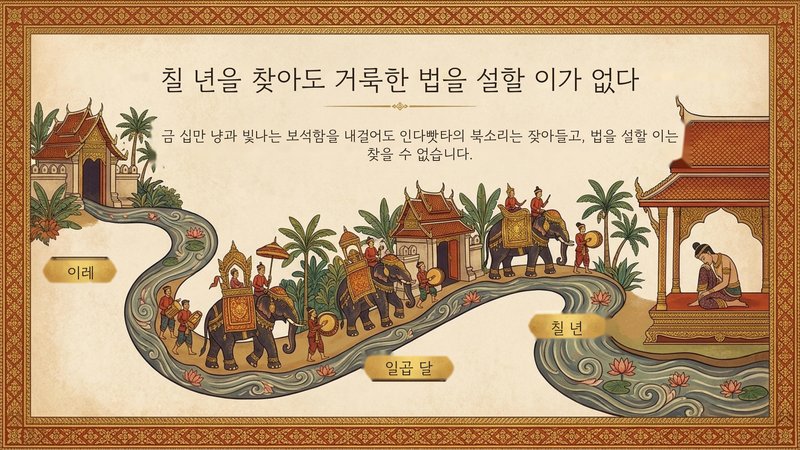 칠 년을 찾아도 거룩한 법을 설할 이가 없다
금 십만 냥과 빛나는 보석함을 내걸어도 인다빳타의 북소리는 잦아들고, 법을 설할 이는
찾을 수 없습니다.
이레
칠 년
일곱 달